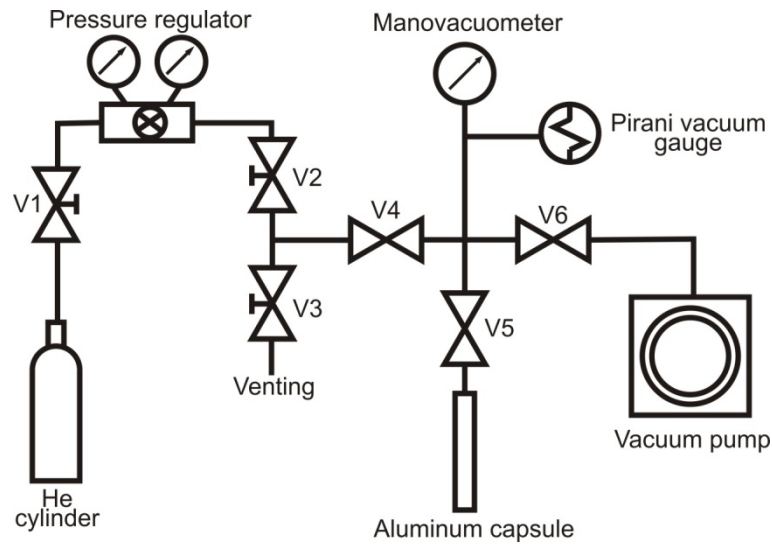 Pressure regulator
Manovacuometer
Pirani vacuum
gauge
V1
V2
V4
V6
V3
V5
Venting
He
cylinder
Aluminum capsule
Vacuum pump